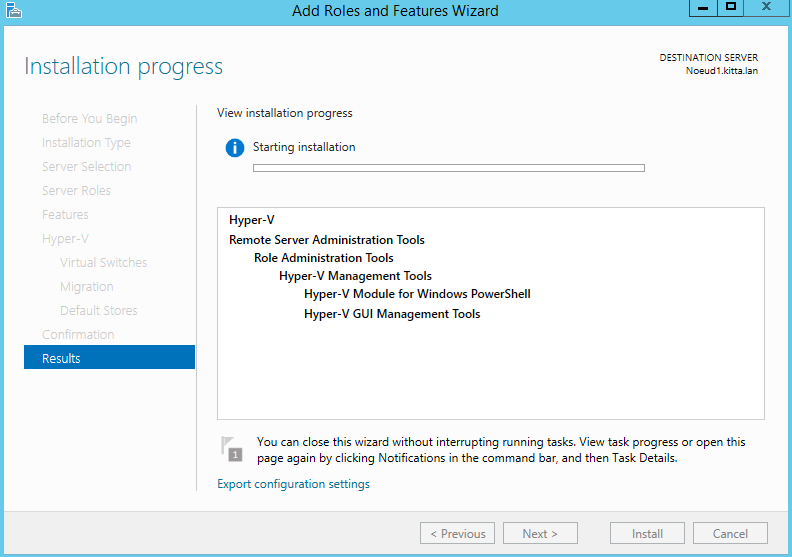 Add Roles and Features Wizard
Installation progress
DESTINATION SERVER
Noeud1.kitta.lan
Before You Begin
Installation Type
Server Selection
Server Roles
Features
Hyper-V
Virtual Switches
Migration
Default Stores
Confirmation
Results
View installation progress
Starting installation
Hyper-V
Remote Server Administration Tools
Role Administration Tools
Hyper-V Management Tools
Hyper-V Module for Windows PowerShell
Hyper-V GUI Management Tools
1
You can close this wizard without interrupting running tasks. View task progress or open this
page again by clicking Notifications in the command bar, and then Task Details.
Export configuration settings
< Previous
Next >
Install
Cancel